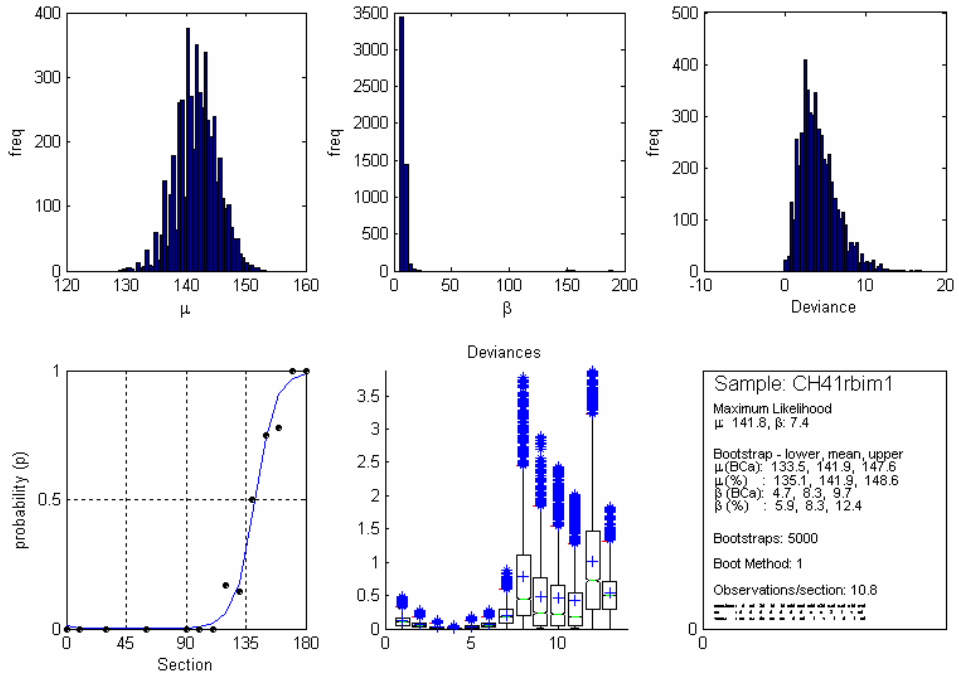 400
300
200
100
0
freq
120 130 140 150 160
μ
3500
3000
2500
2000
1500
1000
500
0
freq
0 50 100 150 200
β
500
400
300
200
100
0
freq
-10 0 10 20
Deviance
1
0.5
0
probability (p)
0 45 90 135 180
Section
Deviances
3.5
3
2.5
2
1.5
1
0.5
0
0 5 10
Sample: CH41rbim1
Maximum Likelihood
μ: 141.8, β: 7.4
Bootstrap - lower, mean, upper
μ(BCa): 133.5, 141.9, 147.6
μ(%) : 135.1, 141.9, 148.6
β(BCa): 4.7, 8.3, 9.7
β(%) : 5.9, 8.3, 12.4
Bootstraps: 5000
Boot Method: 1
Observations/section: 10.8
0
0